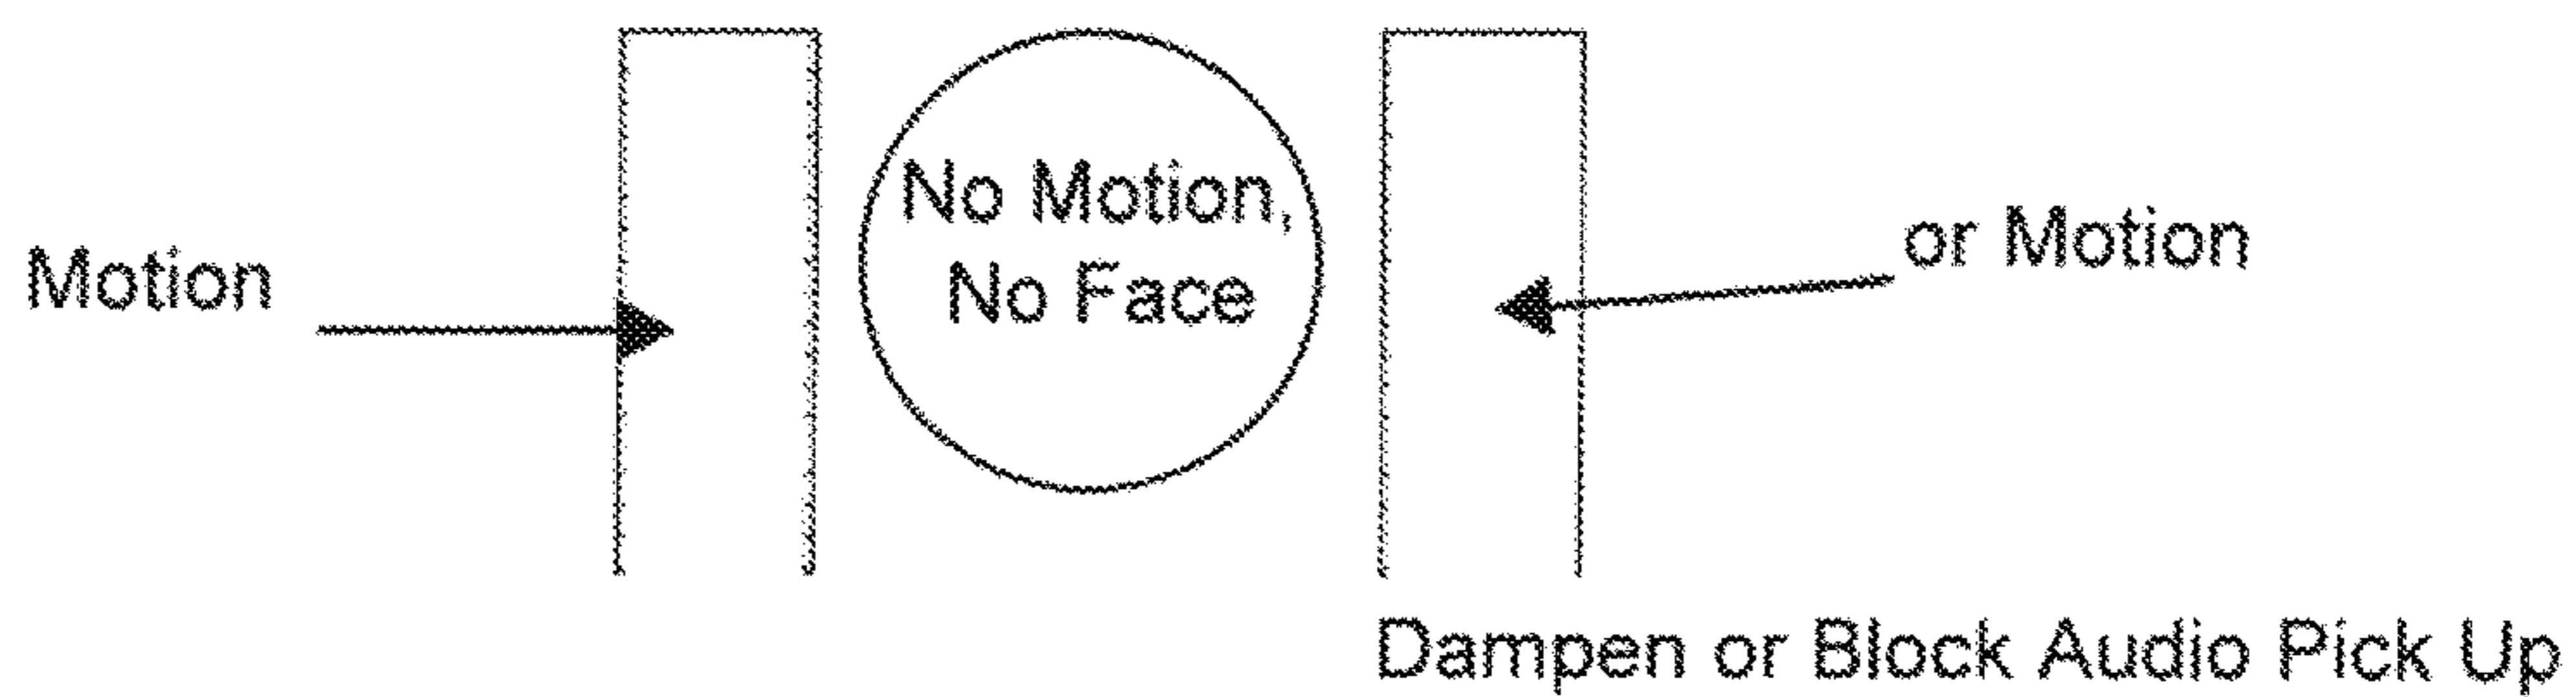 Motion
No Motion,
No Face
or Motion
Dampen or Block Audio Pick Up